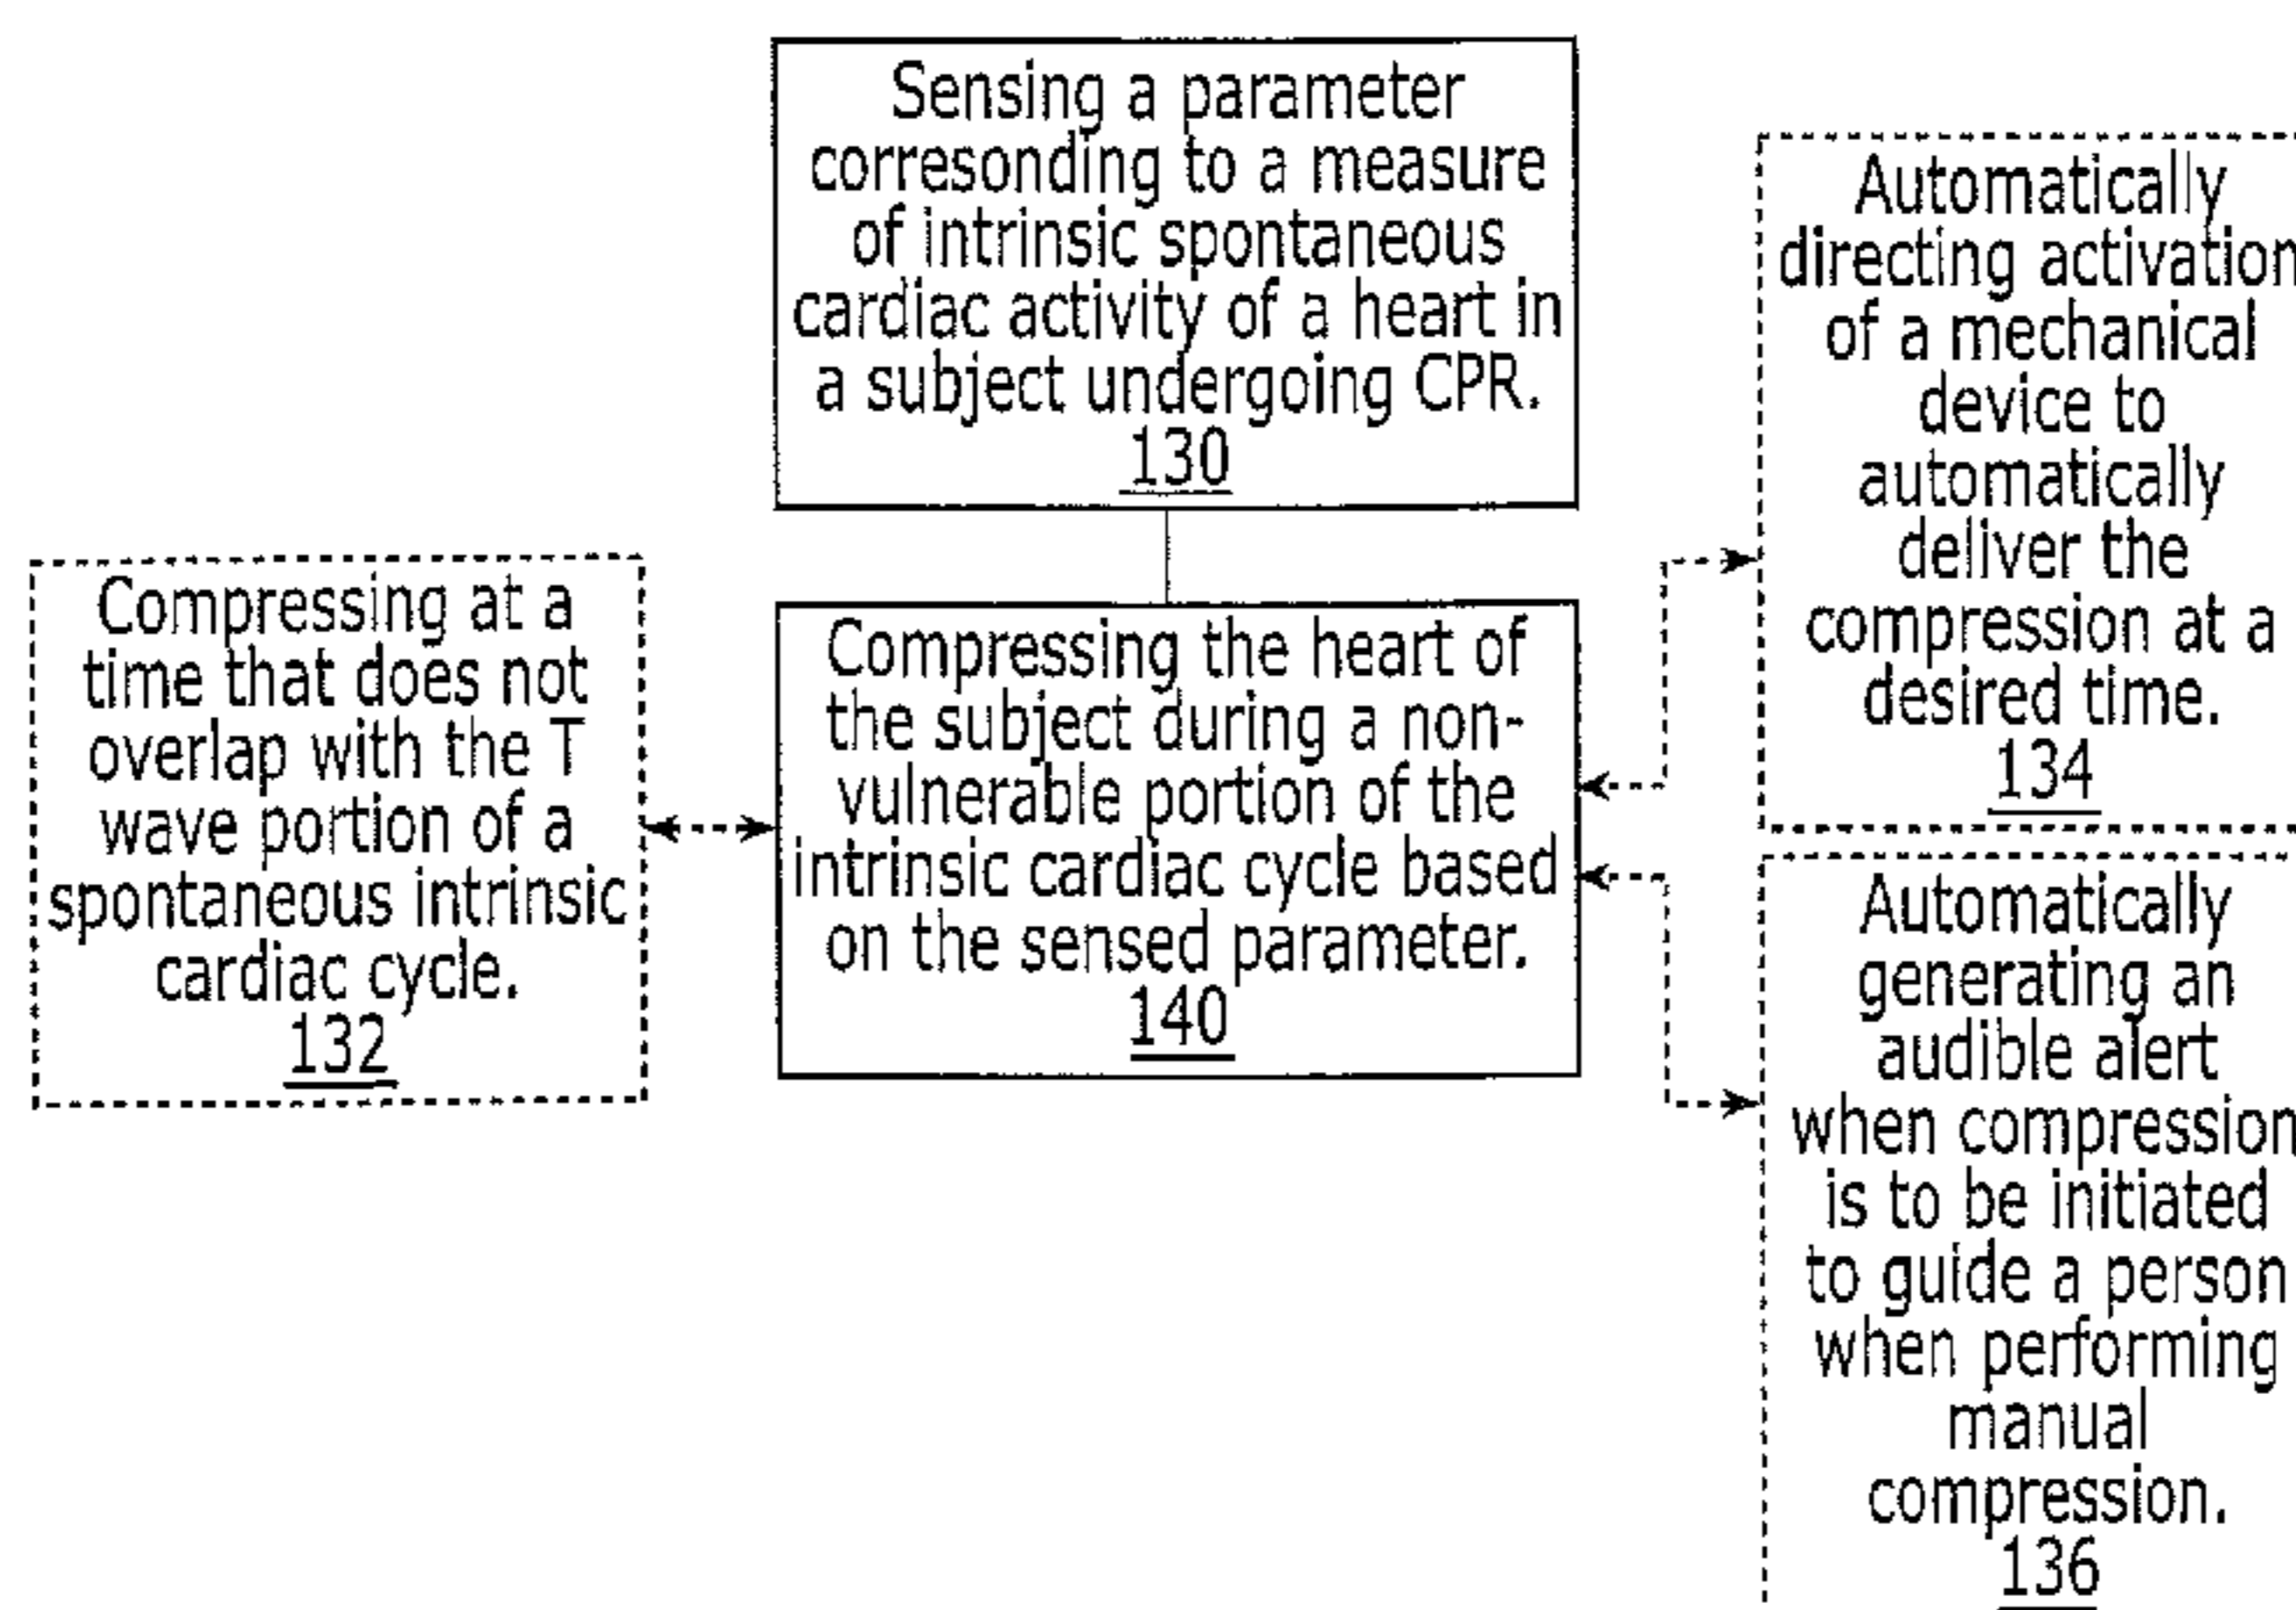 Sensing a parameter
corresonding to a measure
of intrinsic spontaneous
cardiac activity of a heart in
a subject undergoing CPR.
130
Compressing at a
time that does not
overlap with the T
wave portion of a
spontaneous intrinsic
cardiac cycle.
132
Compressing the heart of
the subject during a non-
vulnerable portion of the
intrinsic cardiac cycle based
on the sensed parameter.
140
Automatically
directing activation
of a mechanical
device to
automatically
deliver the
compression at a
desired time.
134
Automatically
generating an
audible alert
when compression
is to be initiated
to guide a person
when performing
manual
compression.
136